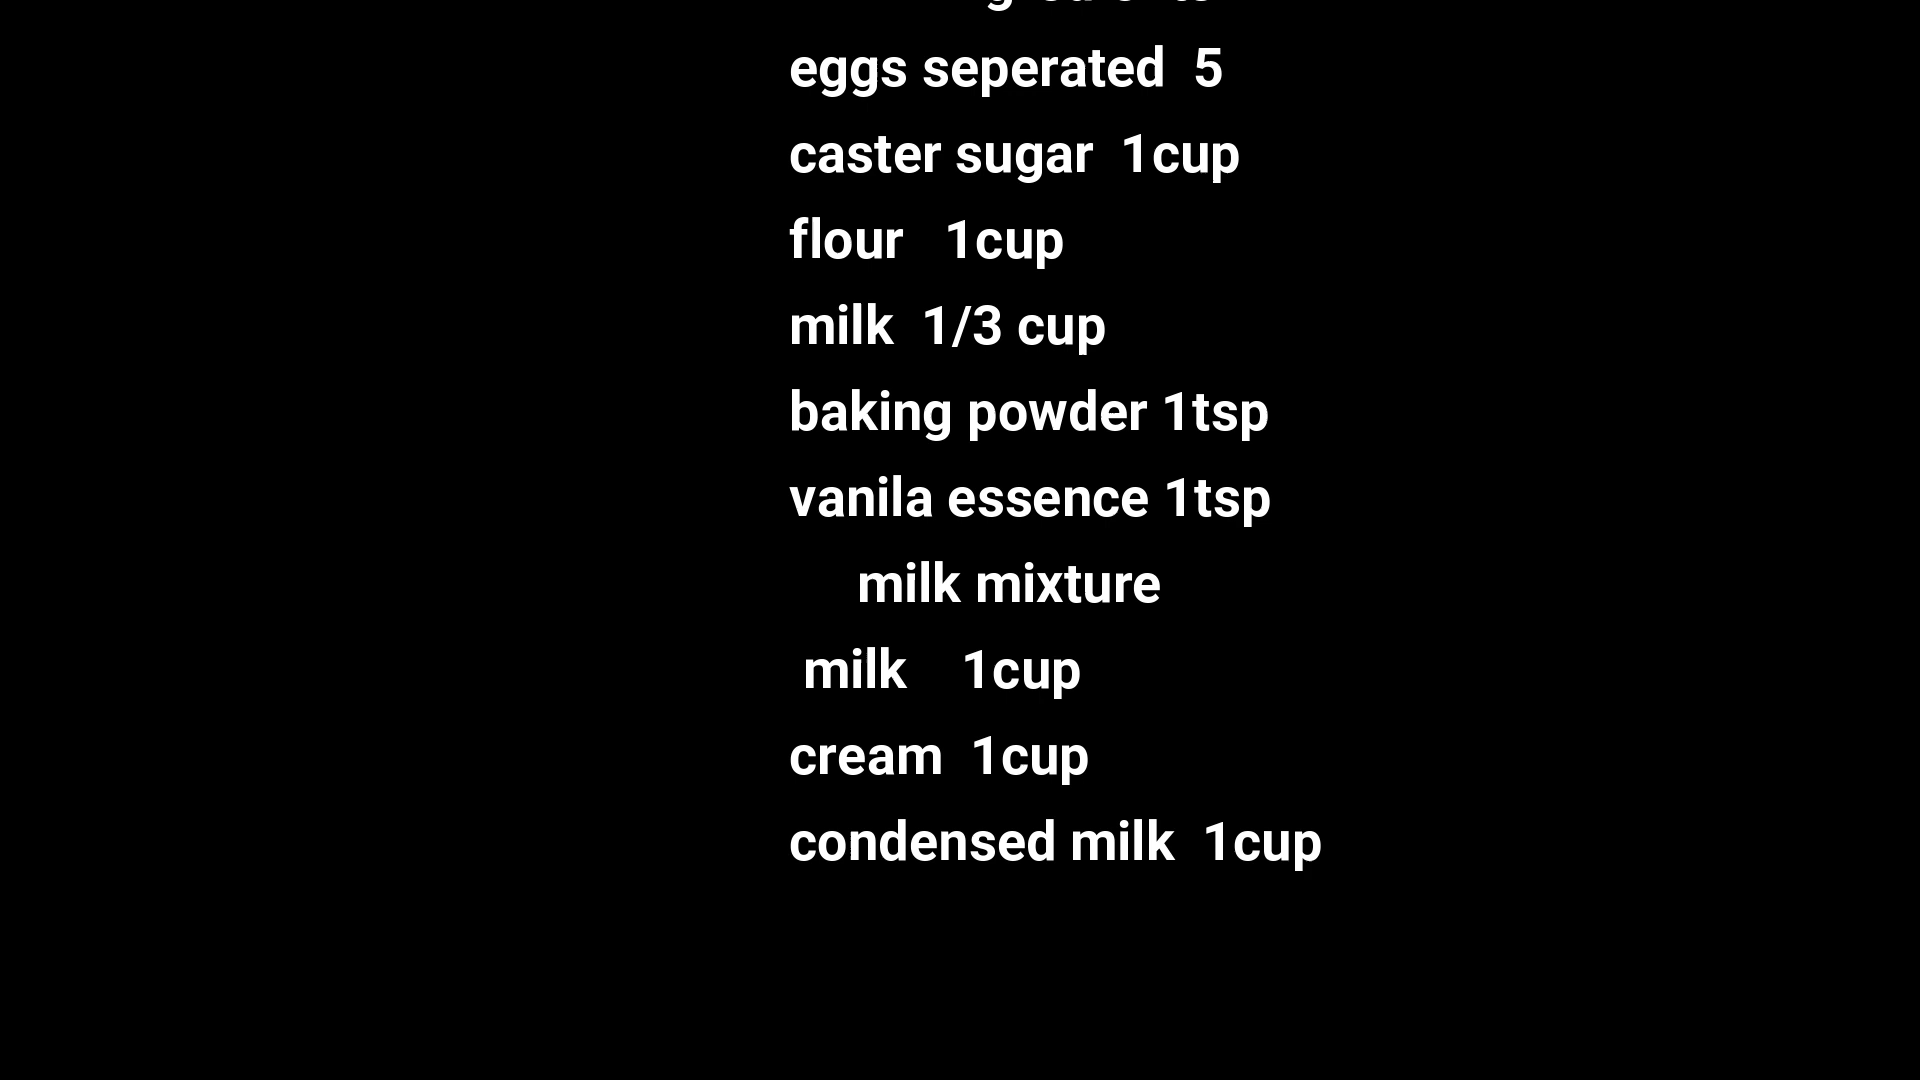 eggs seperated 5
caster sugar 1cup
flour 1cup
milk 1/3 cup
baking powder 1tsp
vanila essence 1tsp
milk mixture
milk 1cup
cream 1cup
condensed milk 1cup